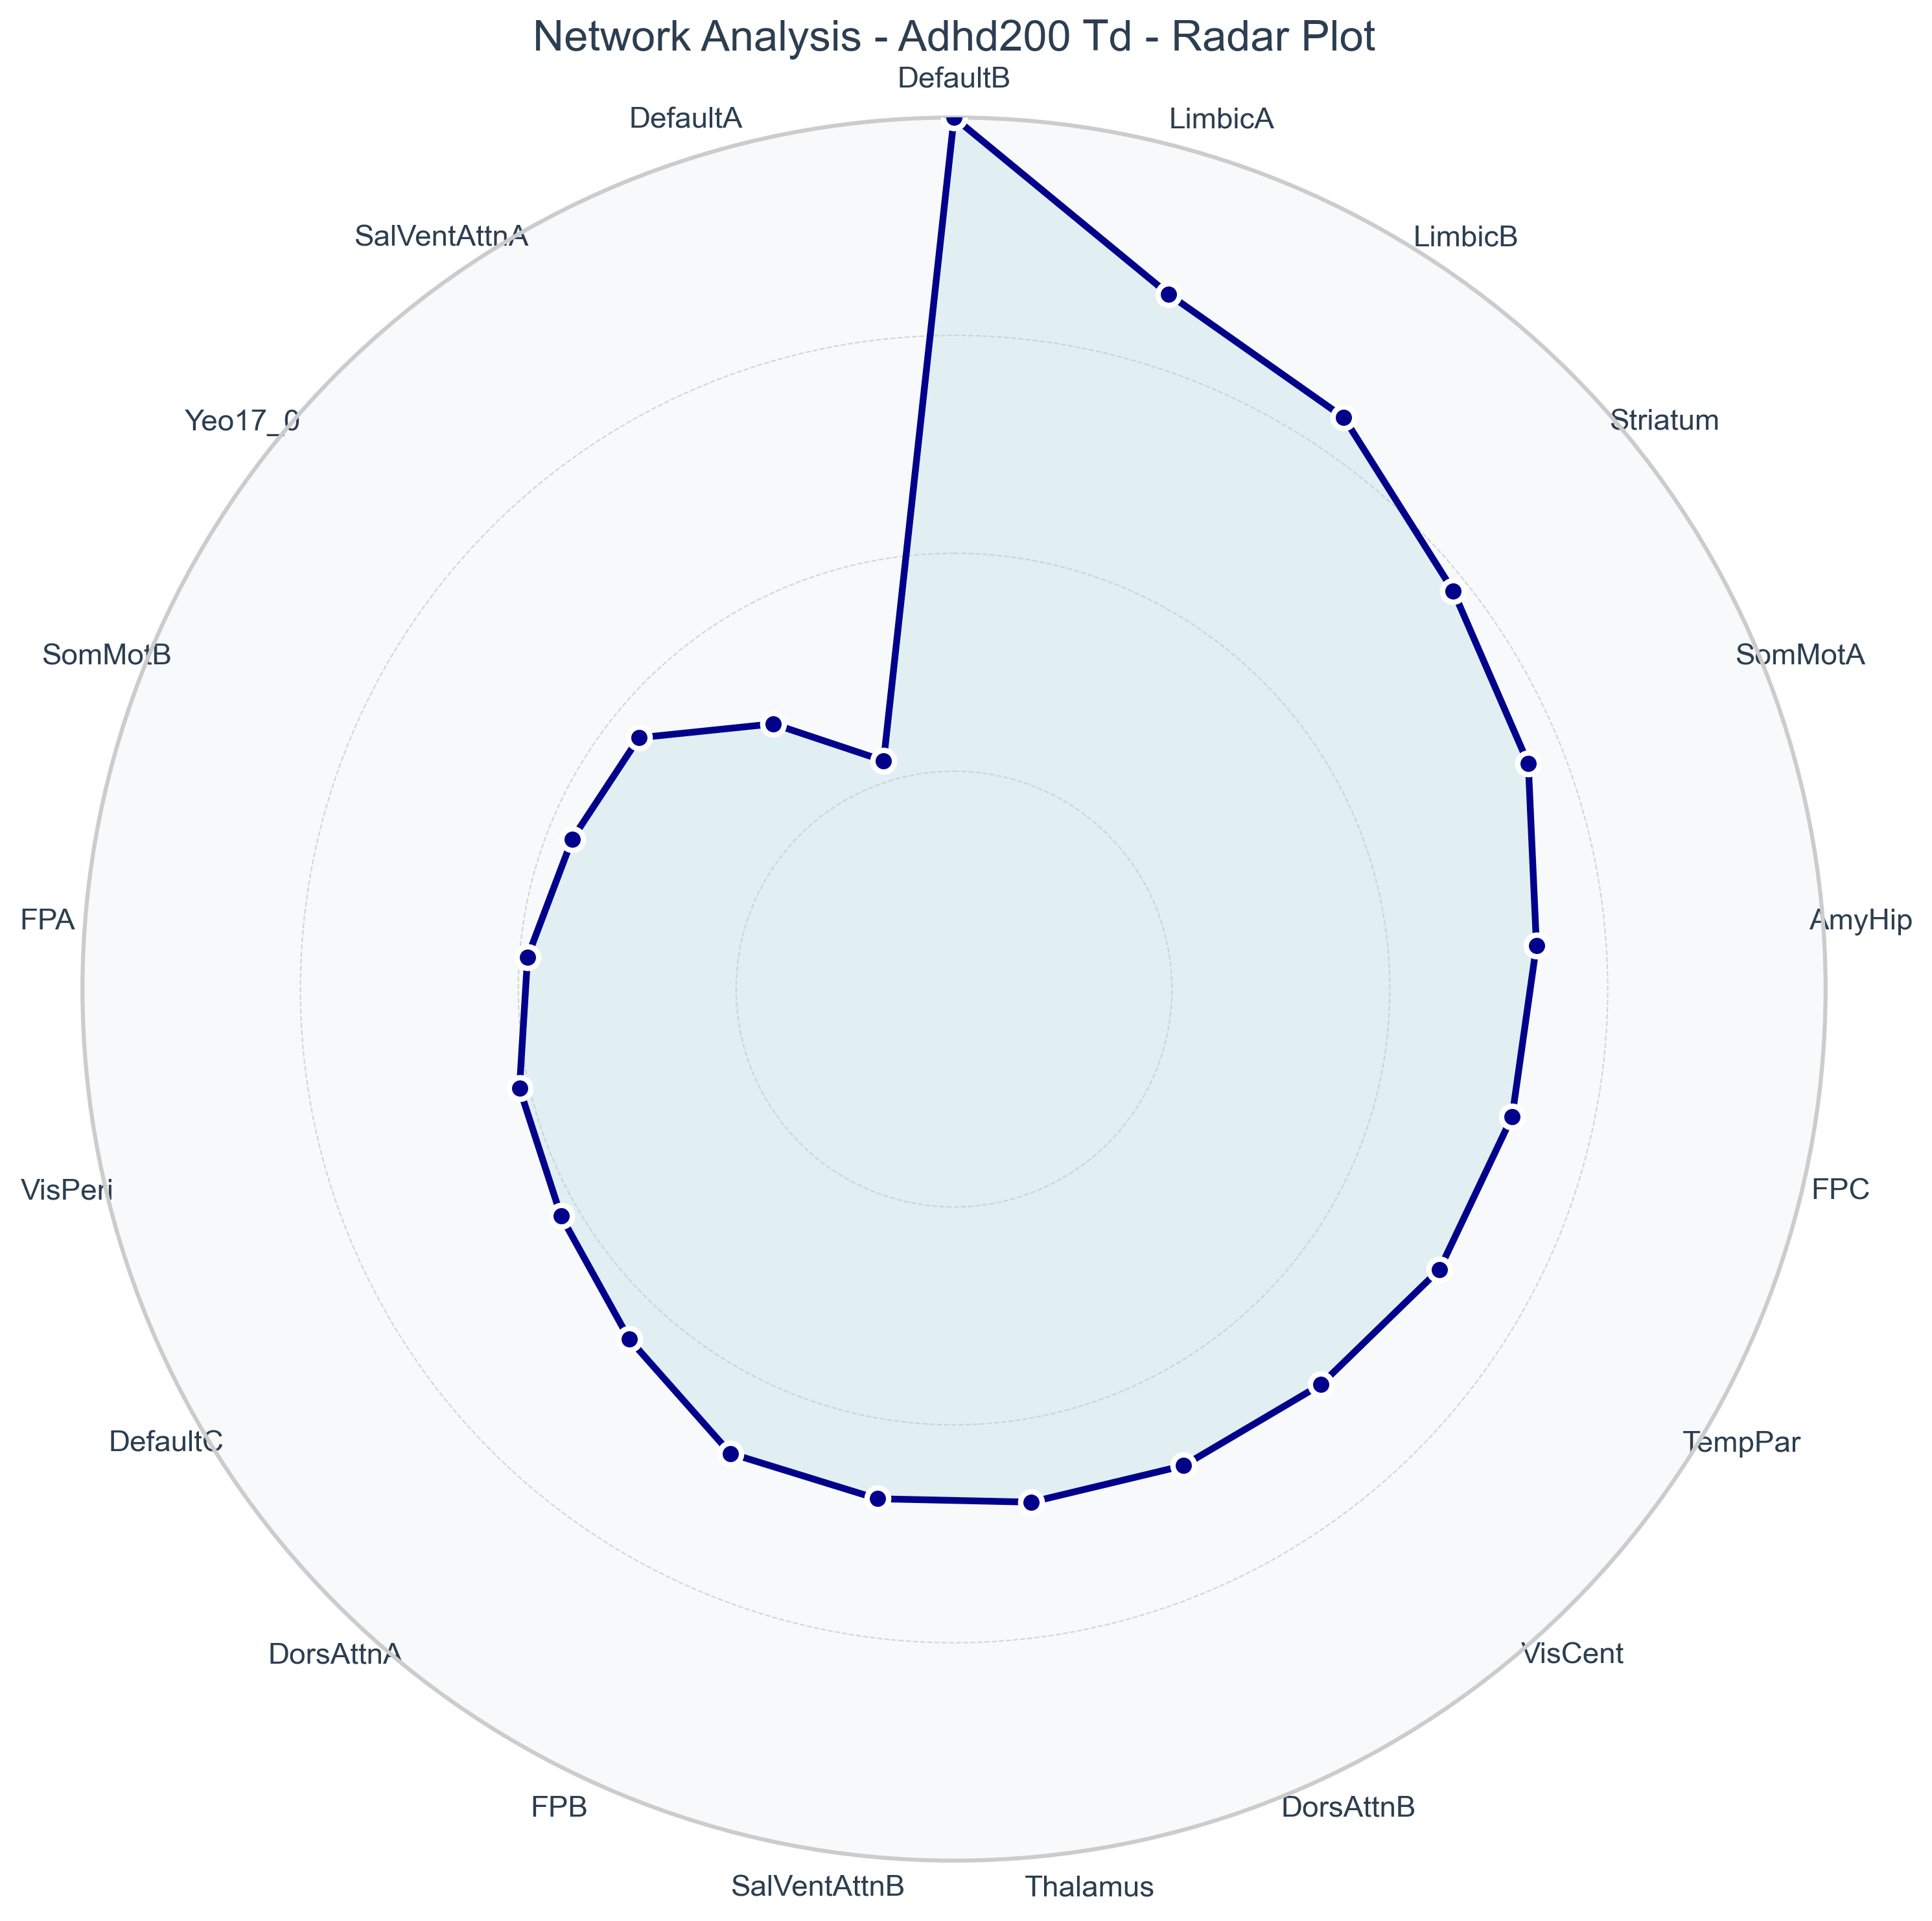 Network Analysis - Adhd200 Td - Radar Plot
DefaultB
DefaultA
LimbicA
SalVentAttnA
LimbicB
Yeo17_0
Striatum
SomMotB
SomMotA
FPA
AmyHip
VisPeri
FPC
DefaultC
TempPar
DorsAttnA
VisCent
FPB
DorsAttnB
SalVentAttnB
Thalamus